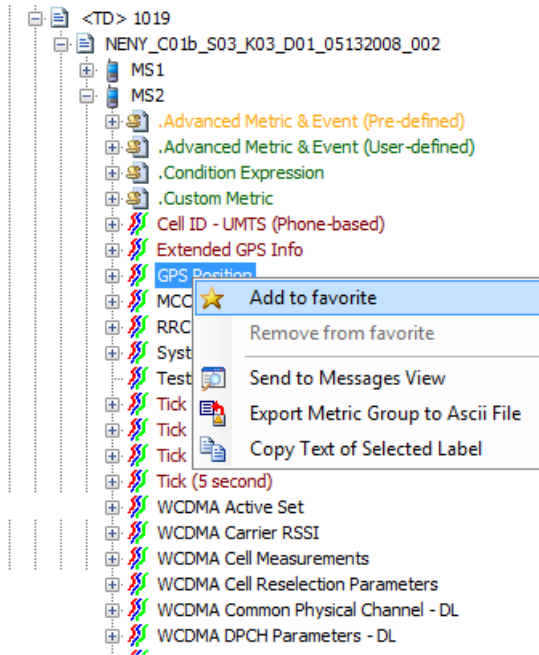 <TD> 1019
NENY_C01b_S03_K03_D01_05132008_002
MS1
MS2
.Advanced Metric & Event (Pre-defined)
.Advanced Metric & Event (User-defined)
.Condition Expression
.Custom Metric
Cell ID - UMTS (Phone-based)
Extended GPS Info
GPS Position
MCC
Add to favorite
RRC
Remove from favorite
Syst
Test
Send to Messages View
Tick
Export Metric Group to Ascii File
Tick
Copy Text of Selected Label
Tick
Tick (5 second)
WCDMA Active Set
WCDMA Carrier RSSI
WCDMA Cell Measurements
WCDMA Cell Reselection Parameters
WCDMA Common Physical Channel - DL
WCDMA DPCH Parameters - DL